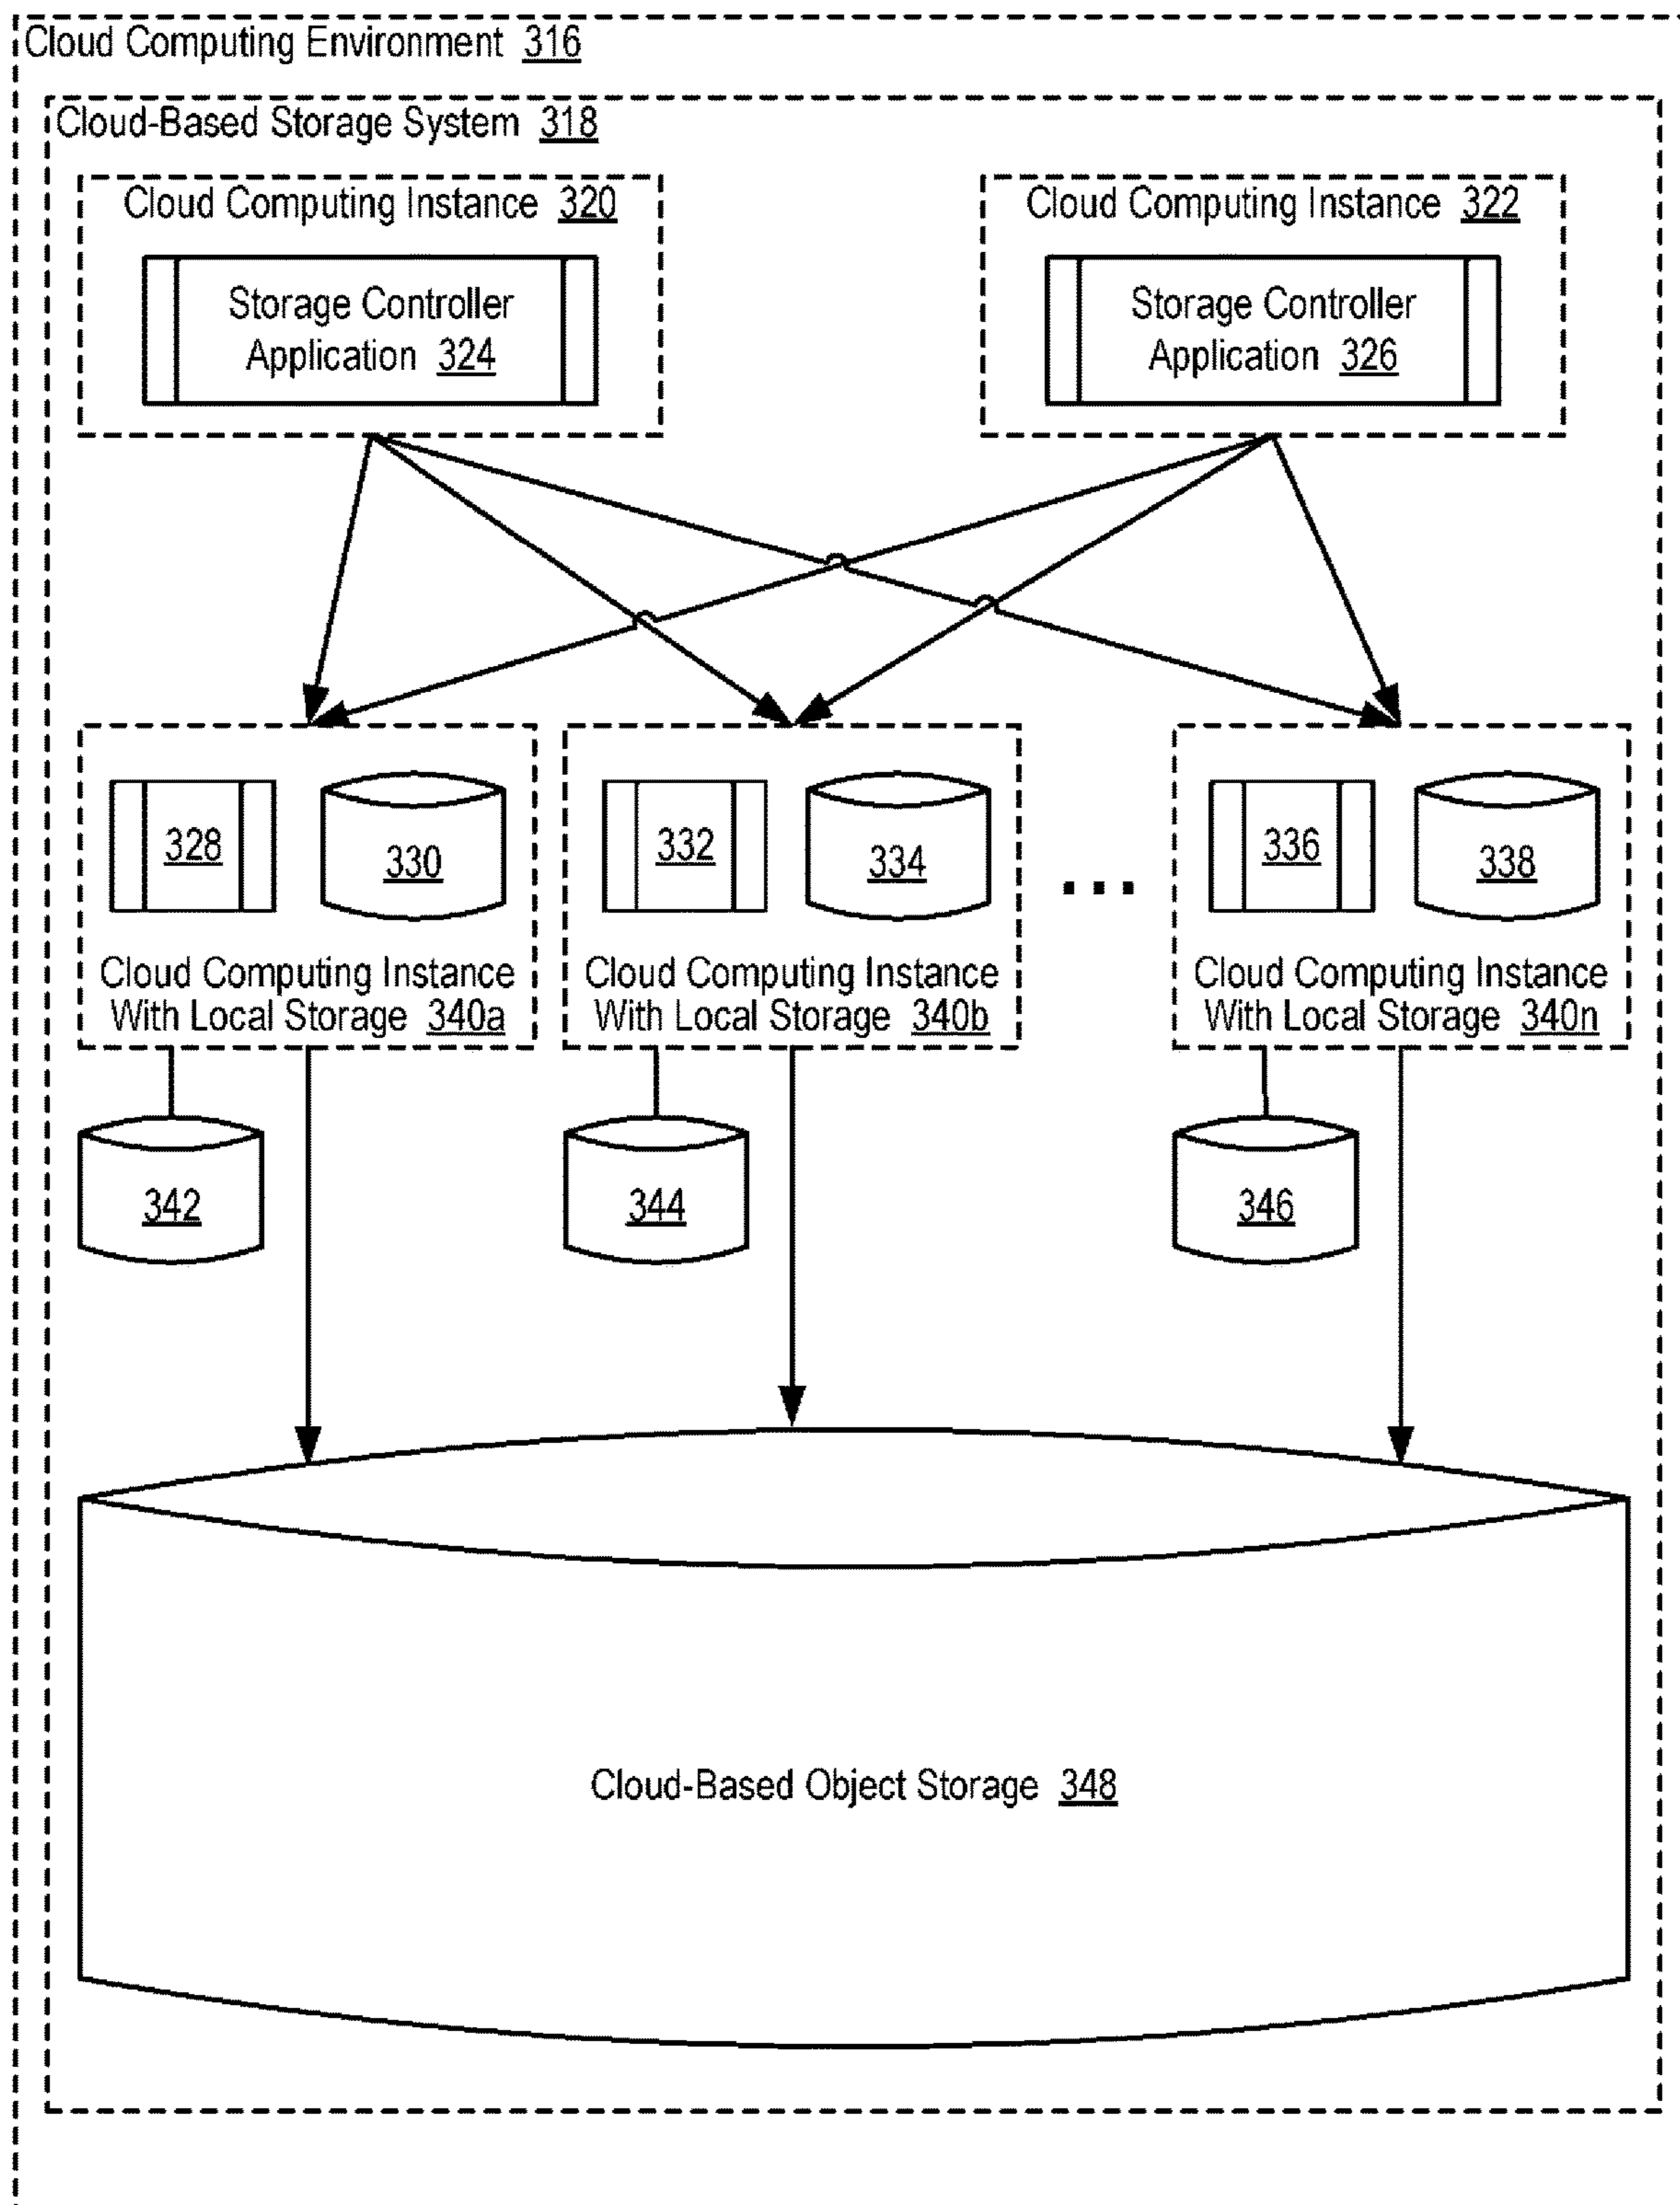 Cloud Computing Environment 316
Cloud-Based Storage System 318
Cloud Computing Instance 320
Storage Controller
Application 324
Cloud Computing Instance 322
Storage Controller
Application 326
328
330
Cloud Computing Instance
With Local Storage 340a
332
334
Cloud Computing Instance
With Local Storage 340b
...
336
338
Cloud Computing Instance
With Local Storage 340n
342
344
346
Cloud-Based Object Storage 348